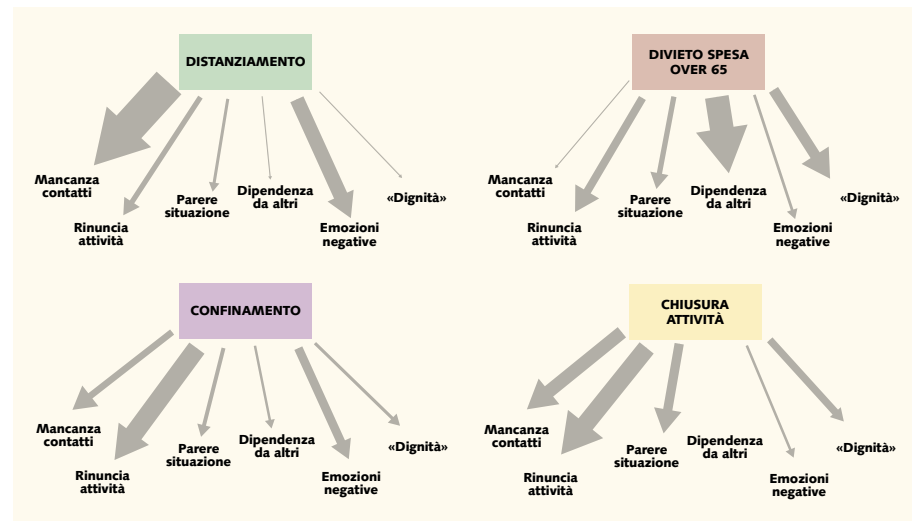 DISTANZIAMENTO
Mancanza
contatti
Rinuncia
attività
Parere
situazione
Dipendenza
da altri
Emozioni
negative
«Dignità»
DIVIETO SPESA
OVER 65
Mancanza
contatti
Rinuncia
attività
Parere
situazione
Dipendenza
da altri
Emozioni
negative
«Dignità»
CONFINAMENTO
Mancanza
contatti
Rinuncia
attività
Parere
situazione
Dipendenza
da altri
Emozioni
negative
«Dignità»
CHIUSURA
ATTIVITÀ
Mancanza
contatti
Rinuncia
attività
Parere
situazione
Dipendenza
da altri
Emozioni
negative
«Dignità»